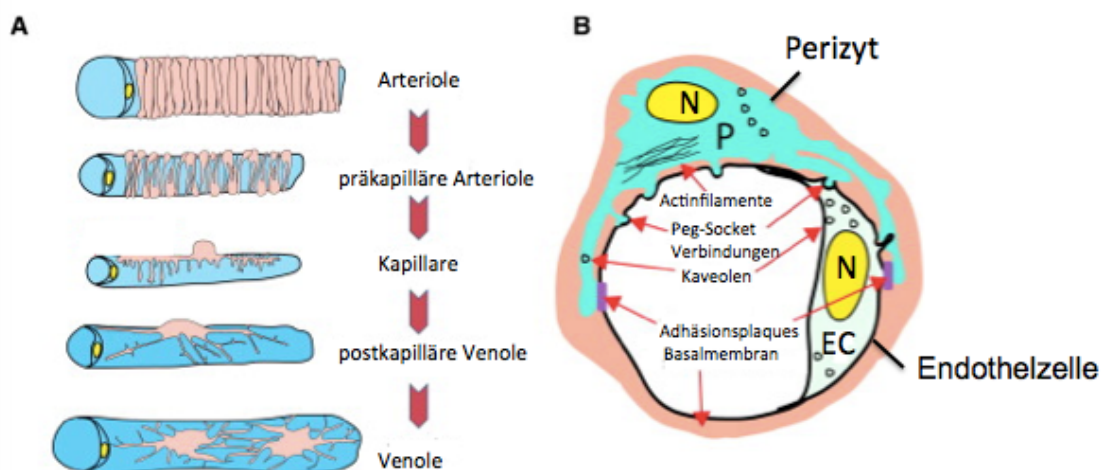 A
Arteriole
präkapilläre Arteriole
Kapillare
postkapilläre Venole
Venole
B
Perizyt
N
P
Actinfilamente
Peg-Socket
Verbindungen
Kaveolen
N
Adhäsionsplaques
Basalmembran
EC
Endothelzelle